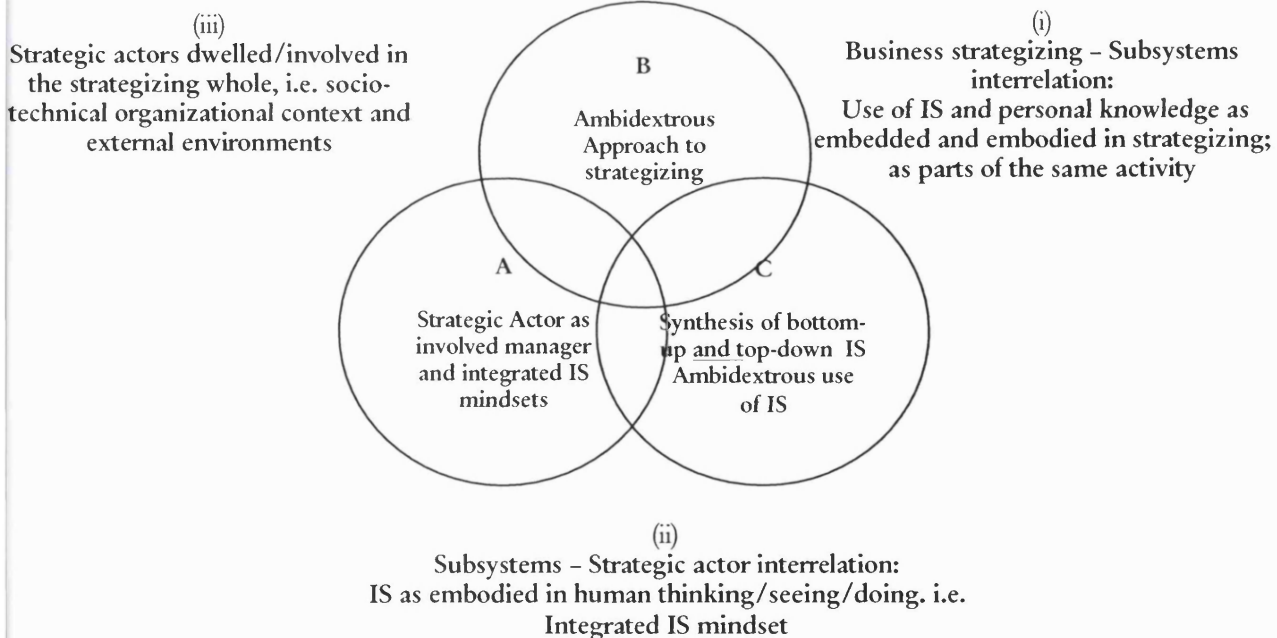 (iii)
Strategic actors dwelled/involved in
the strategizing whole, i.e. socio-
technical organizational context and
external environments
(i)
Business strategizing – Subsystems
interrelation:
Use of IS and personal knowledge as
embedded and embodied in strategizing;
as parts of the same activity
B
Ambidextrous
Approach to
strategizing
A
Strategic Actor as
involved manager
and integrated IS
mindsets
C
Synthesis of bottom-
up and top-down IS
Ambidextrous use
of IS
(ii)
Subsystems – Strategic actor interrelation:
IS as embodied in human thinking/seeing/doing. i.e.
Integrated IS mindset